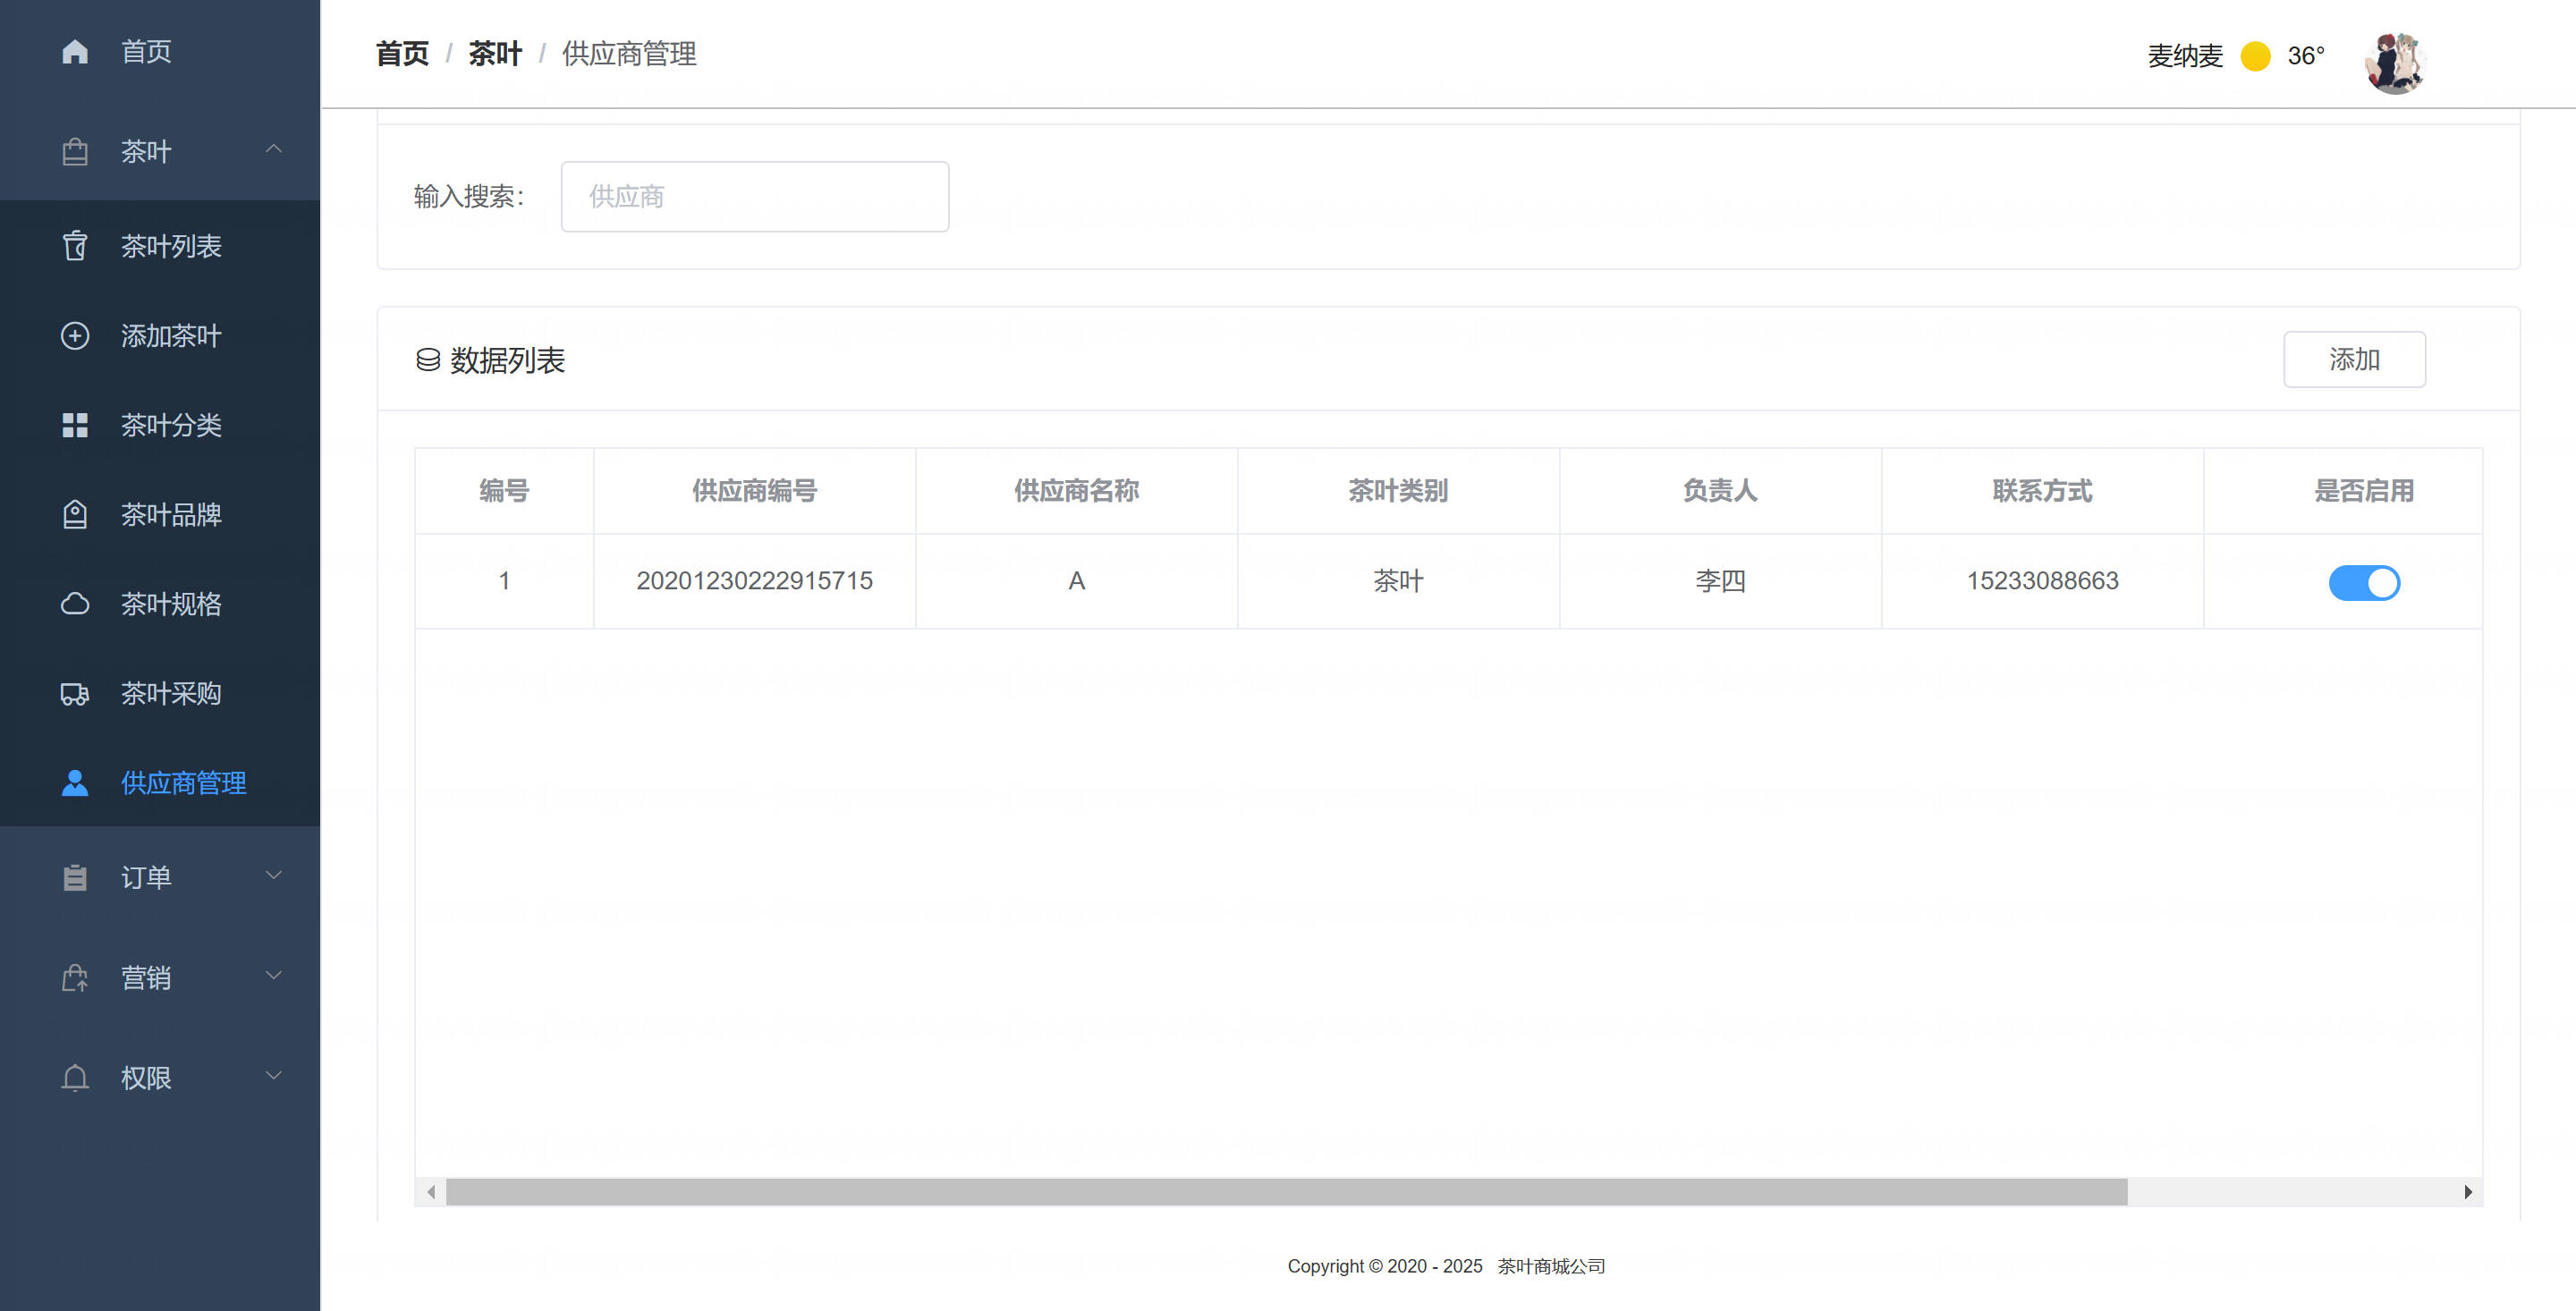 首页
茶叶
茶叶列表
添加茶叶
茶叶分类
茶叶品牌
茶叶规格
茶叶采购
供应商管理
订单
营销
权限
首页 / 茶叶 / 供应商管理
麦纳麦 36°
输入搜索： 供应商
数据列表 添加
编号 供应商编号 供应商名称 茶叶类别 负责人 联系方式 是否启用
1 20201230222915715 A 茶叶 李四 15233088663
Copyright © 2020 - 2025 茶叶商城公司